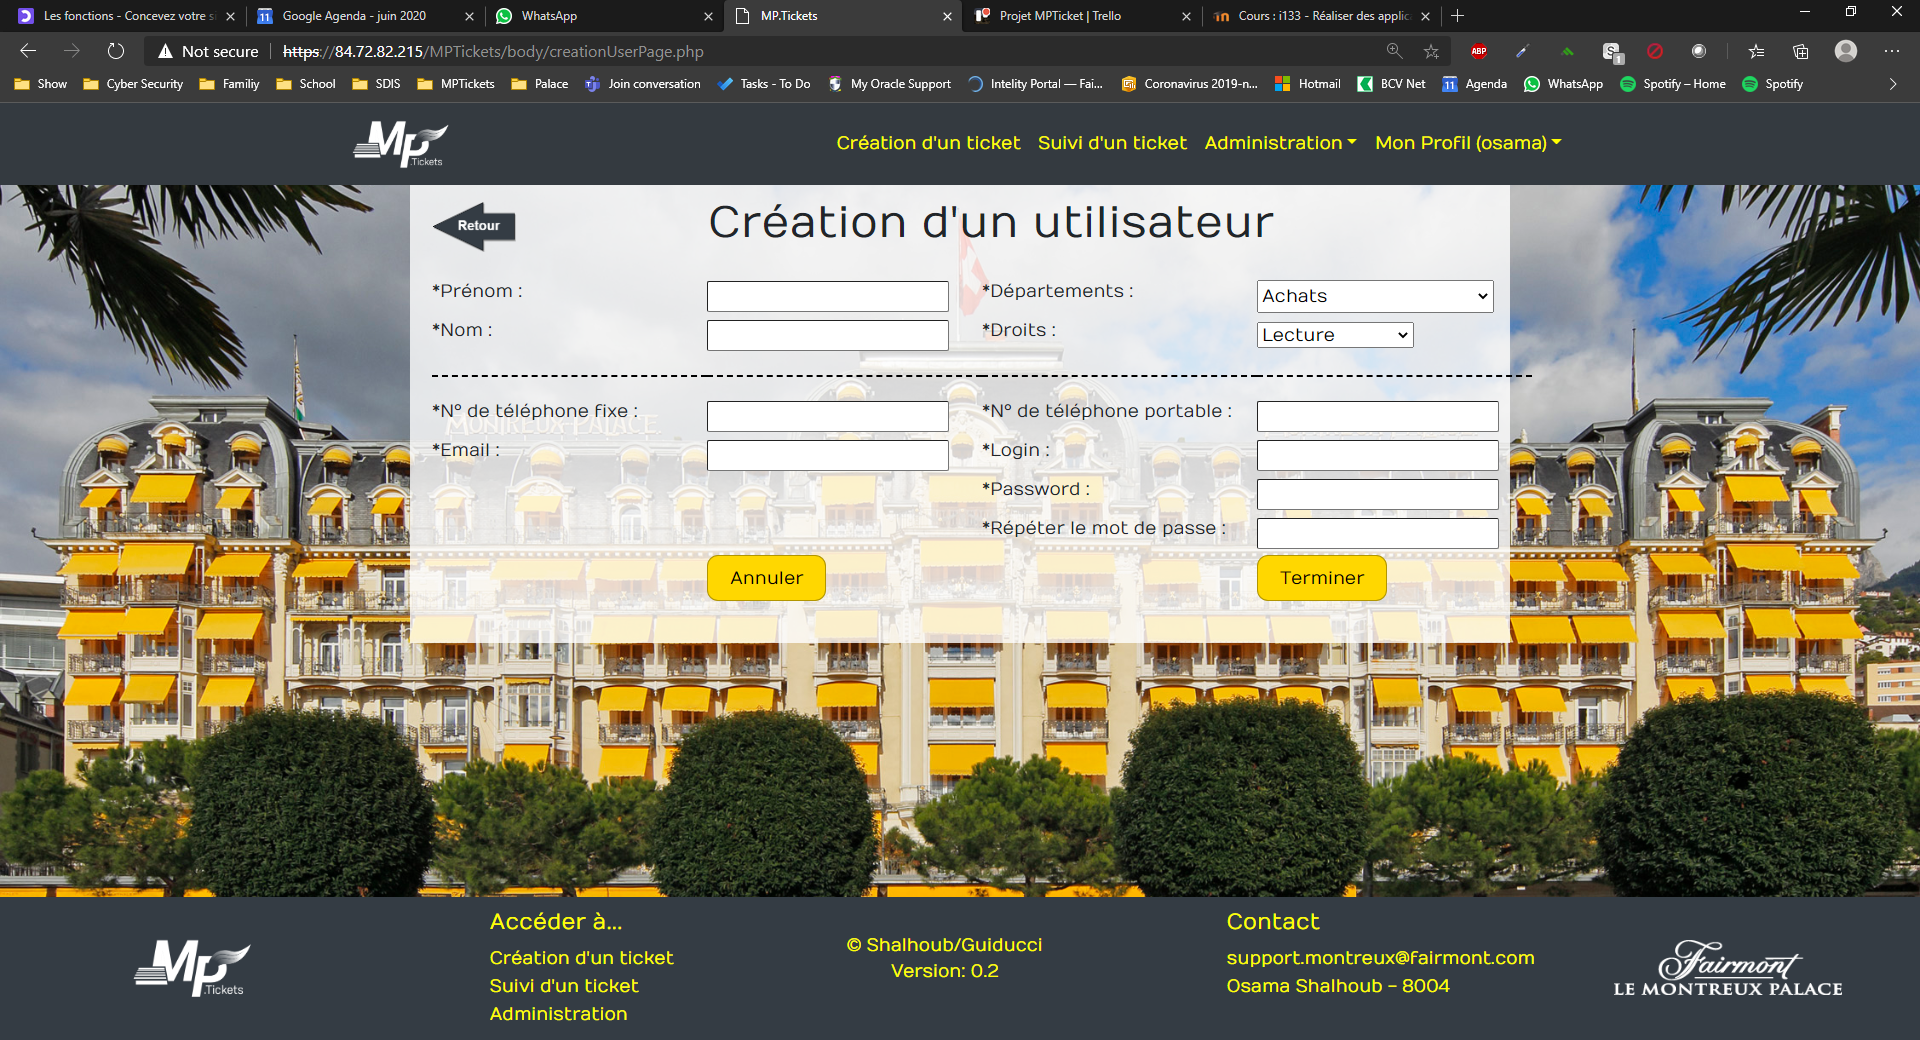 Les fonctions - Concevez votre si
Google Agenda - juin 2020
WhatsApp
MP.Tickets
Projet MPTicket | Trello
Cours : i133 - Réaliser des applic
Not secure
https://84.72.82.215/MPTickets/body/creationUserPage.php
ABP
S
1
Show
Cyber Security
Familiy
School
SDIS
MPTickets
Palace
Join conversation
Tasks - To Do
My Oracle Support
Intelity Portal — Fai...
Coronavirus 2019-n...
Hotmail
BCV Net
11
Agenda
WhatsApp
Spotify – Home
Spotify
Mp
.Tickets
Création d'un ticket
Suivi d'un ticket
Administration
Mon Profil (osama)
Retour
Création d'un utilisateur
*Prénom :
*Départements :
Achats
*Nom :
*Droits :
Lecture
*N° de téléphone fixe :
*N° de téléphone portable :
MONTREUX-PALACE
*Email :
*Login :
*Password :
*Répéter le mot de passe :
Annuler
Terminer
Mp
.Tickets
Accéder à...
Création d'un ticket
Suivi d'un ticket
Administration
© Shalhoub/Guiducci
Version: 0.2
Contact
support.montreux@fairmont.com
Osama Shalhoub - 8004
Fairmont
LE MONTREUX PALACE